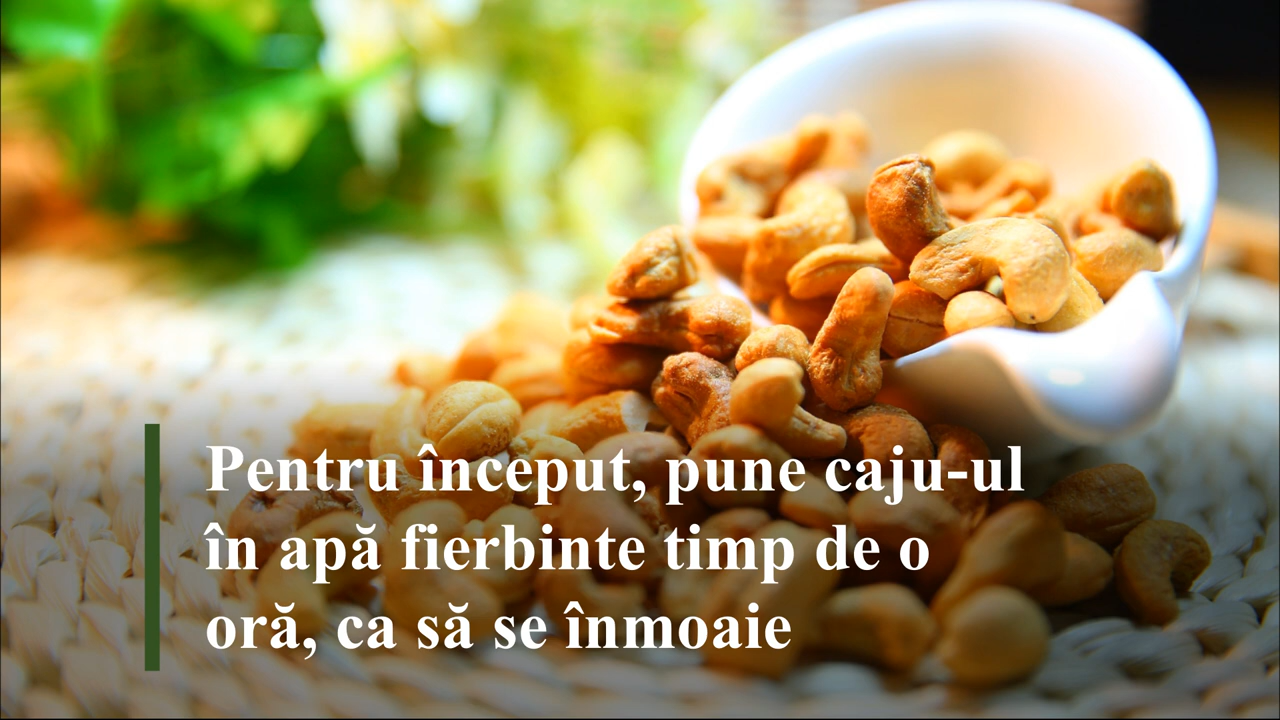 Pentru început, pune caju-ul
în apă fierbinte timp de o
oră, ca să se înmoaie